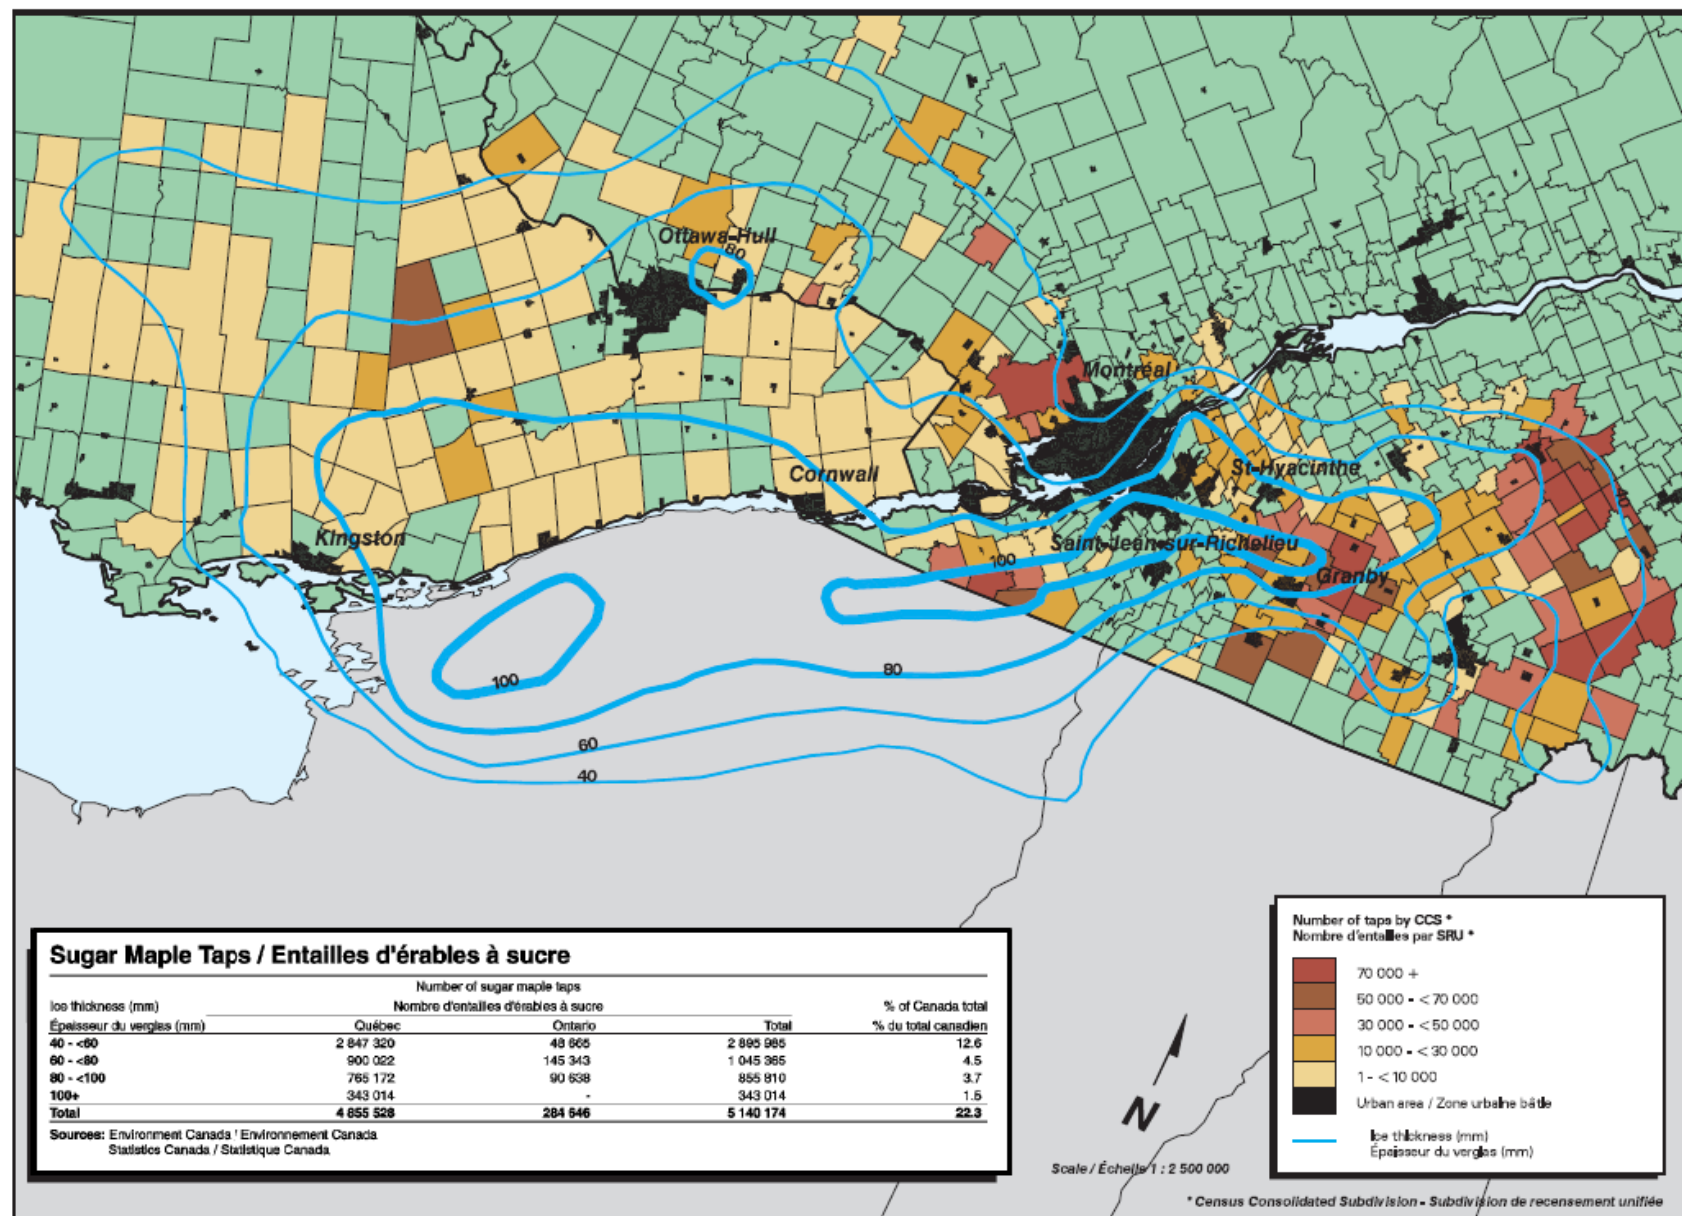 Ottawa-Hull
80
Montréal
Cornwall
St-Hyacinthe
Kingston
Saint-Jean-sur-Richelieu
100
Granby
100
80
60
40
Sugar Maple Taps / Entailles d'érables à sucre
Number of sugar maple taps
Ice thickness (mm) Nombre d'entailles d'érables à sucre % of Canada total
Épaisseur du verglas (mm) Québec Ontario Total % du total canadien
40 - <60 2 847 320 48 665 2 895 985 12.6
60 - <80 900 022 145 343 1 045 365 4.5
80 - <100 765 172 90 638 855 810 3.7
100+ 343 014 - 343 014 1.5
Total 4 855 528 284 646 5 140 174 22.3
Sources: Environment Canada / Environnement Canada
Statistics Canada / Statistique Canada
N
Scale / Échelle 1 : 2 500 000
Number of taps by CCS *
Nombre d'entailles par SRU *
70 000 +
50 000 - < 70 000
30 000 - < 50 000
10 000 - < 30 000
1 - < 10 000
Urban area / Zone urbaine bâtie
Ice thickness (mm)
Épaisseur du verglas (mm)
* Census Consolidated Subdivision - Subdivision de recensement unifiée